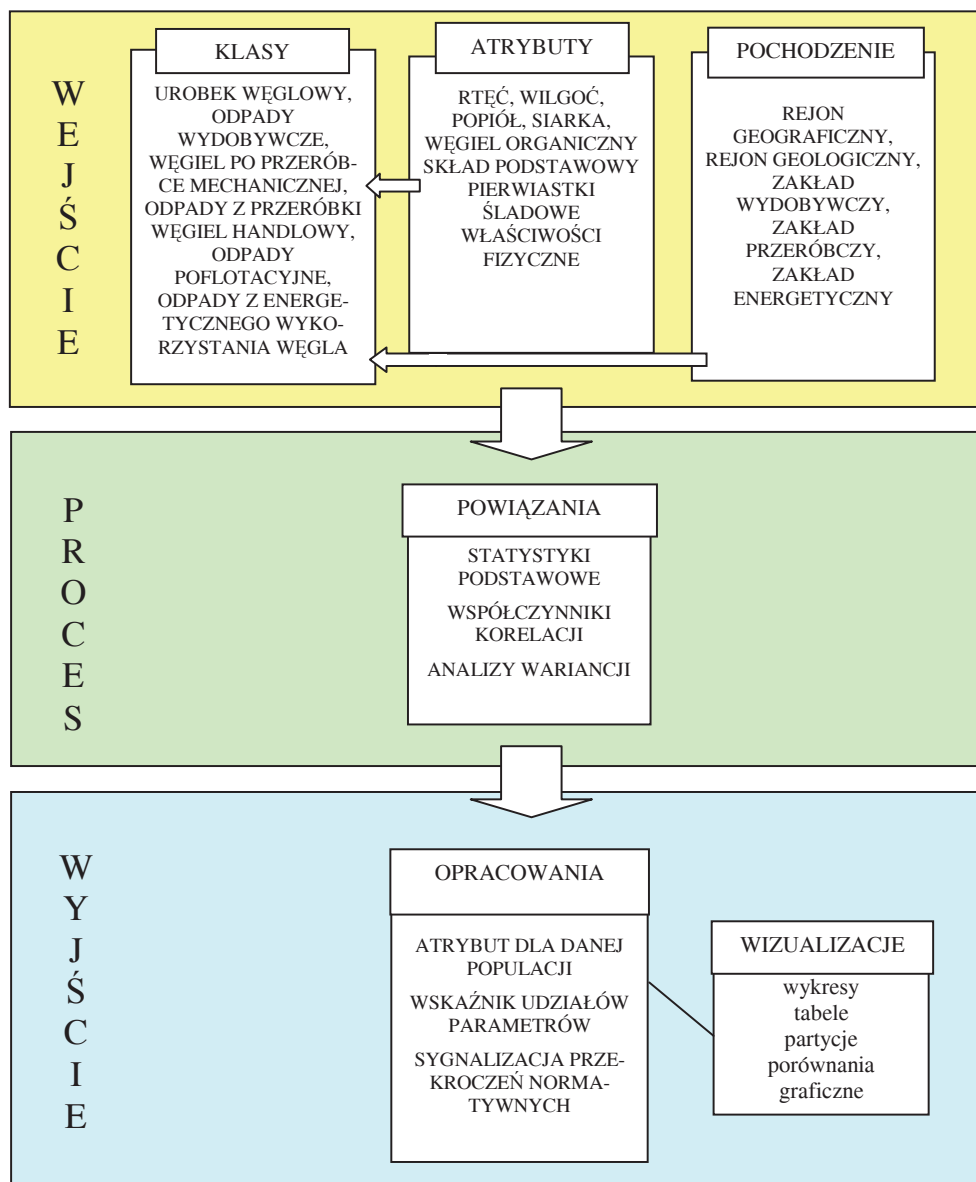 WEJŚCIE
KLASY
UROBEK WĘGLOWY,
ODPADY
WYDOBYWCZE,
WĘGIEL PO PRZERÓB-
CE MECHANICZNEJ,
ODPADY Z PRZERÓBKI
WĘGIEL HANDLOWY,
ODPADY
POFLOTACYJNE,
ODPADY Z ENERGE-
TYCZNEGO WYKO-
RZYSTANIA WĘGLA
ATRYBUTY
RTĘĆ, WILGOĆ,
POPIÓŁ, SIARKA,
WĘGIEL ORGANICZNY
SKŁAD PODSTAWOWY
PIERWIASTKI
ŚLADOWE
WŁAŚCIWOŚCI
FIZYCZNE
POCHODZENIE
REJON
GEOGRAFICZNY,
REJON GEOLOGICZNY,
ZAKŁAD
WYDOBYWCZY,
ZAKŁAD
PRZERÓBCZY,
ZAKŁAD
ENERGETYCZNY
PROCES
POWIĄZANIA
STATYSTYKI
PODSTAWOWE
WSPÓŁCZYNNIKI
KORELACJI
ANALIZY WARIANCJI
WYJŚCIE
OPRACOWANIA
ATRYBUT DLA DANEJ
POPULACJI
WSKAŹNIK UDZIAŁÓW
PARAMETRÓW
SYGNALIZACJA PRZE-
KROCZEŃ NORMA-
TYWNYCH
WIZUALIZACJE
wykresy
tabele
partycje
porównania
graficzne